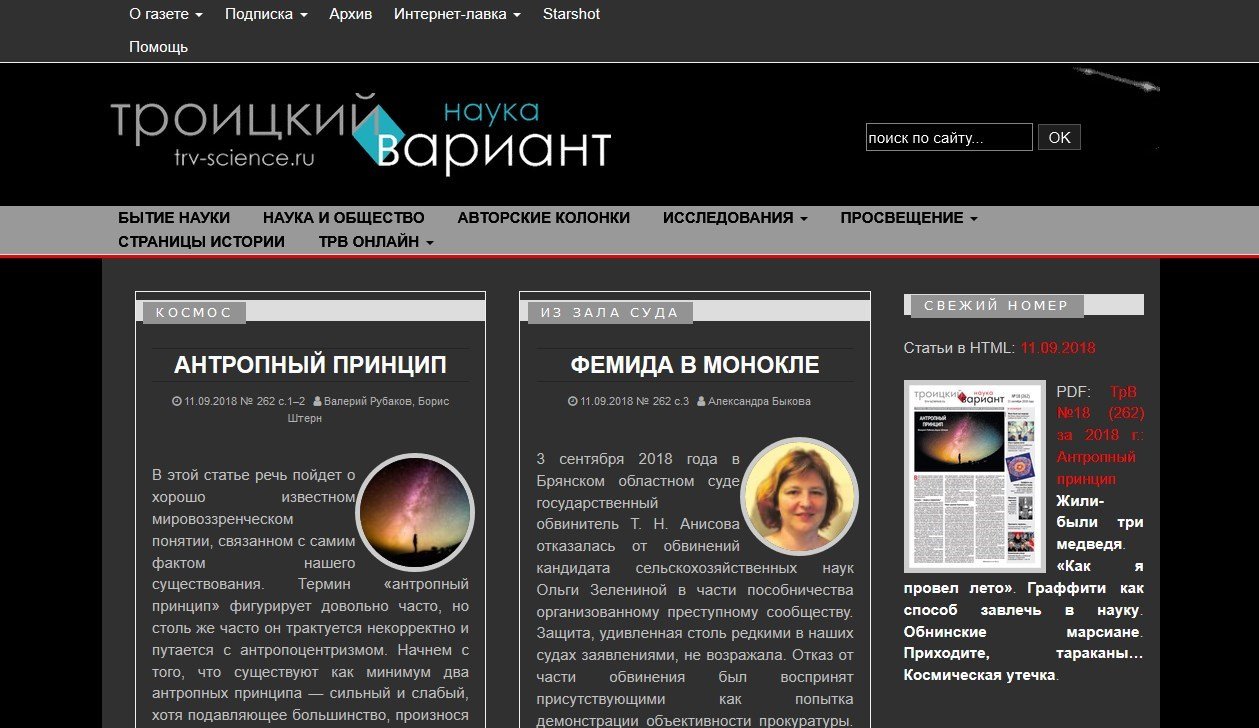 О газете
Подписка
Архив
Интернет-лавка
Starshot
Помощь
троицкий
наука
вариант
trv-science.ru
поиск по сайту...
OK
БЫТИЕ НАУКИ
НАУКА И ОБЩЕСТВО
АВТОРСКИЕ КОЛОНКИ
ИССЛЕДОВАНИЯ
ПРОСВЕЩЕНИЕ
СТРАНИЦЫ ИСТОРИИ
ТРВ ОНЛАЙН
КОСМОС
АНТРОПНЫЙ ПРИНЦИП
11.09.2018 № 262 с.1–2 Валерий Рубаков, Борис
Штерн
В этой статье речь пойдет о
хорошо известном
мировоззренческом
понятии, связанном с самим
фактом нашего
существования. Термин «антропный
принцип» фигурирует довольно часто, но
столь же часто он трактуется некорректно и
путается с антропоцентризмом. Начнем с
того, что существуют как минимум два
антропных принципа — сильный и слабый,
хотя подавляющее большинство, произнося
ИЗ ЗАЛА СУДА
ФЕМИДА В МОНОКЛЕ
11.09.2018 № 262 с.3 Александра Быкова
3 сентября 2018 года в
Брянском областном суде
государственный
обвинитель Т. Н. Анисова
отказалась от обвинений
кандидата сельскохозяйственных наук
Ольги Зелениной в части пособничества
организованному преступному сообществу.
Защита, удивленная столь редкими в наших
судах заявлениями, не возражала. Отказ от
части обвинения был воспринят
присутствующими как попытка
демонстрации объективности прокуратуры.
СВЕЖИЙ НОМЕР
Статьи в HTML: 11.09.2018
троицкий
наука
вариант
АНТРОПНЫЙ
ПРИНЦИП
PDF: ТрВ
№18 (262)
за 2018 г.:
Антропный
принцип
Жили-
были три
медведя.
«Как я
провел лето». Граффити как
способ завлечь в науку.
Обнинские марсиане.
Приходите, тараканы…
Космическая утечка.